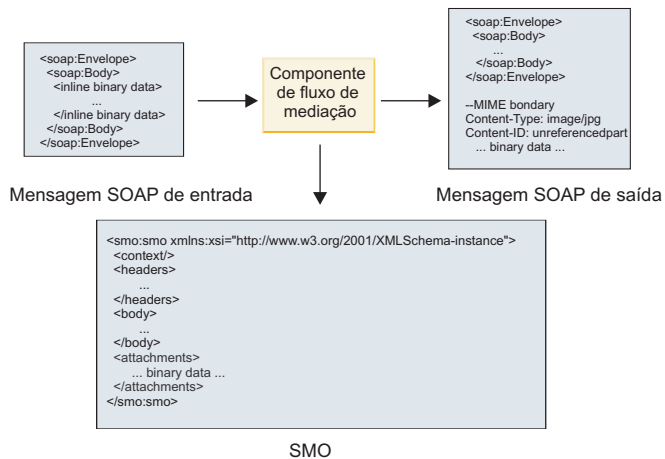 <soap:Envelope>
<soap:Body>
<inline binary data>
...
</inline binary data>
</soap:Body>
</soap:Envelope>
Mensagem SOAP de entrada
Componente
de fluxo de
mediação
<soap:Envelope>
<soap:Body>
...
</soap:Body>
</soap:Envelope>
--MIME bondary
Content-Type: image/jpg
Content-ID: unreferencedpart
... binary data ...
Mensagem SOAP de saída
<smo:smo xmlns:xsi="http://www.w3.org/2001/XMLSchema-instance">
<context/>
<headers>
...
</headers>
<body>
...
</body>
<attachments>
... binary data ...
</attachments>
</smo:smo>
SMO